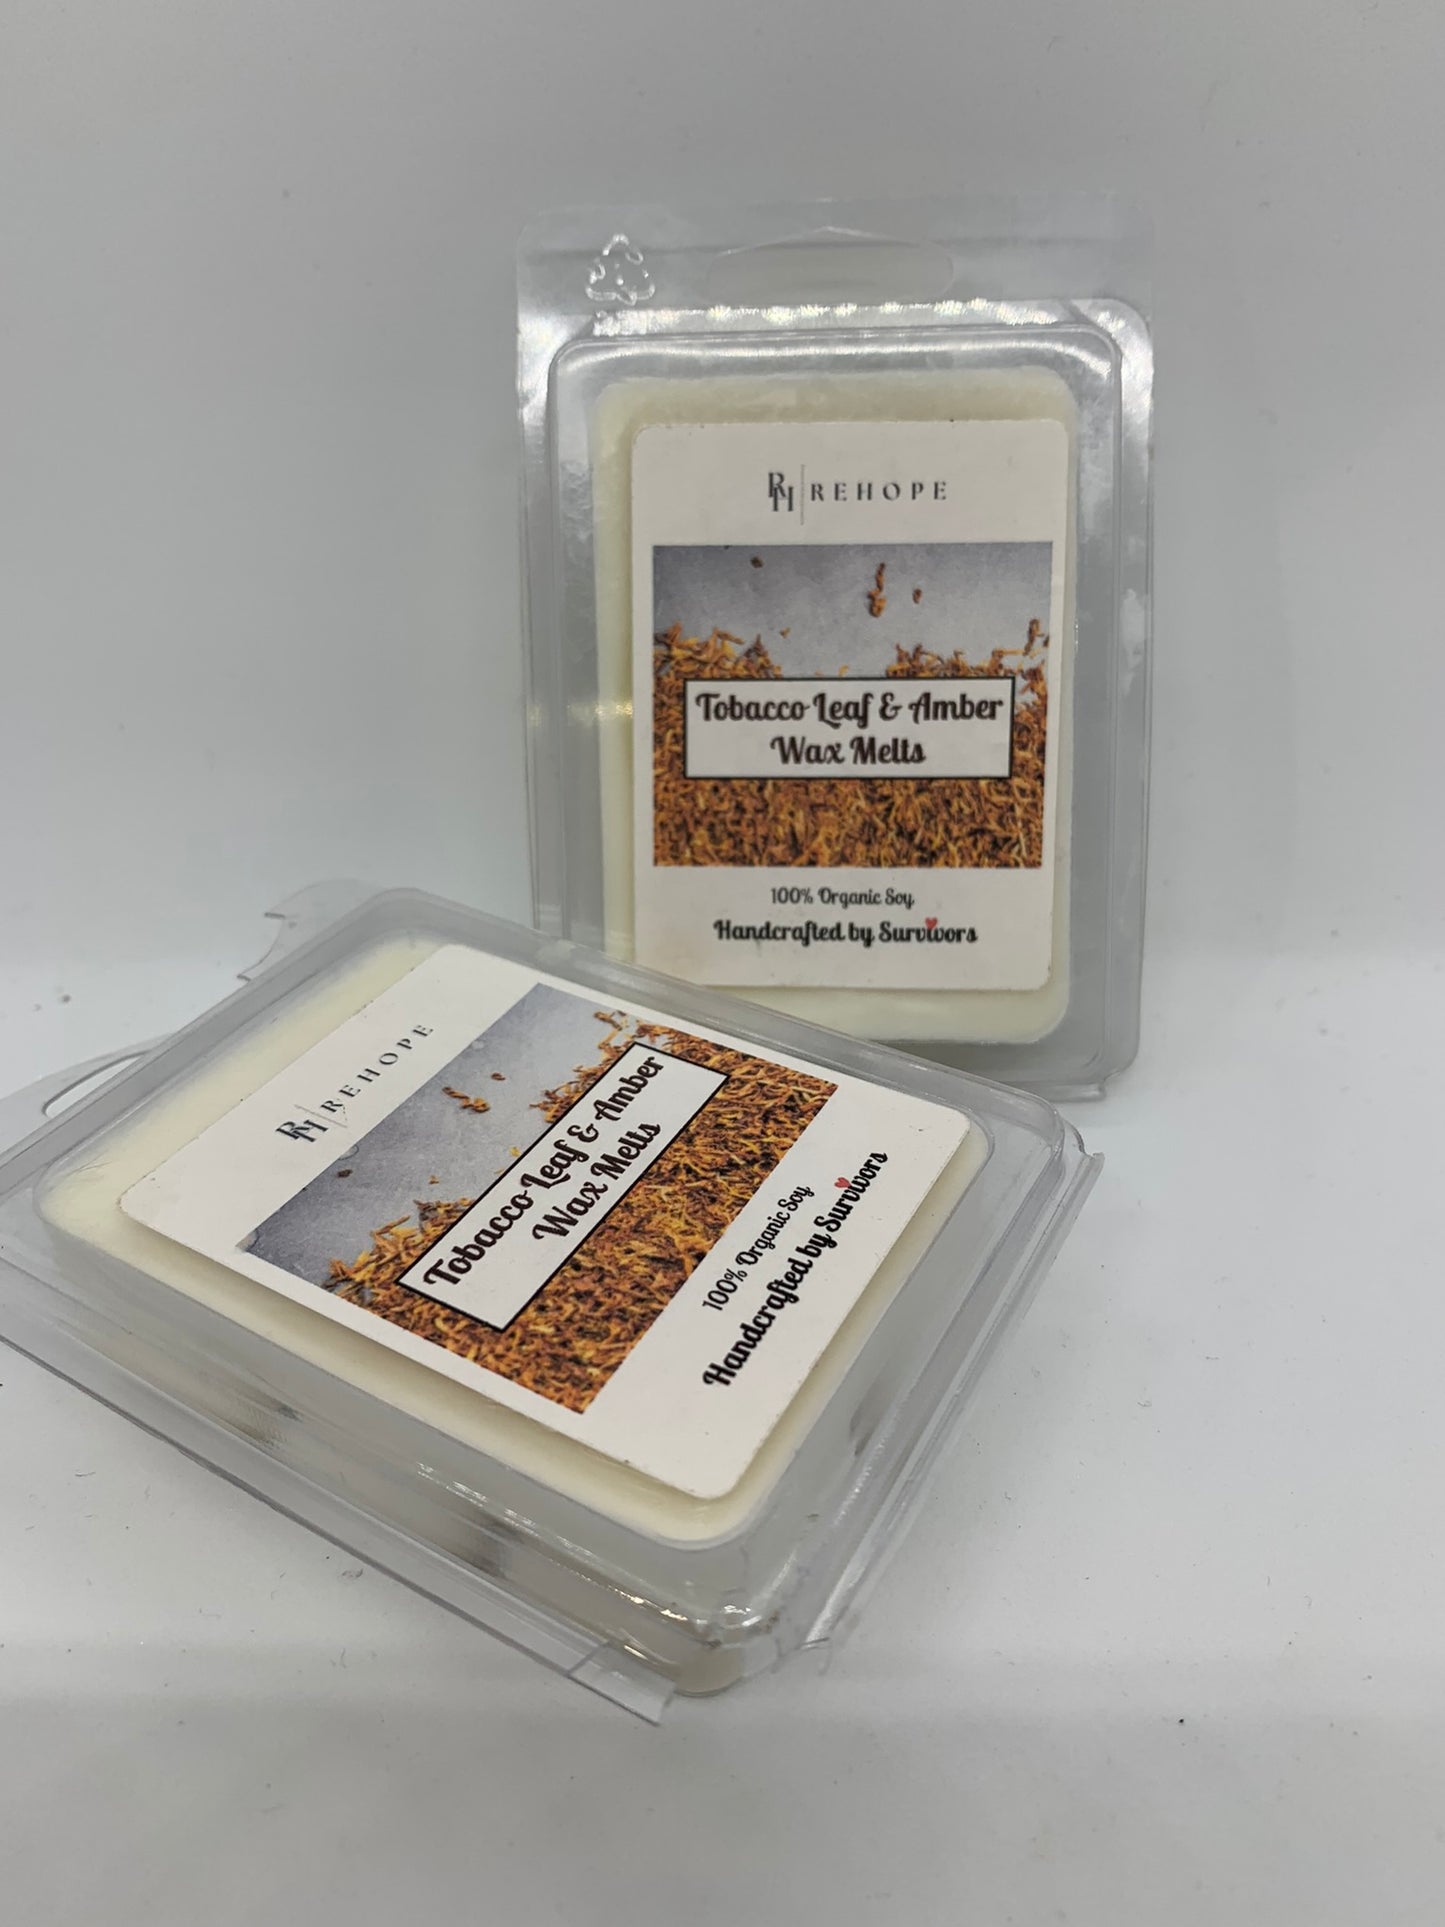 RH REHOPE
Tobacco Leaf & Amber
Wax Melts
100% Organic Soy
Handcrafted by Survivors
RH REHOPE
Tobacco Leaf & Amber
Wax Melts
100% Organic Soy
Handcrafted by Survivors